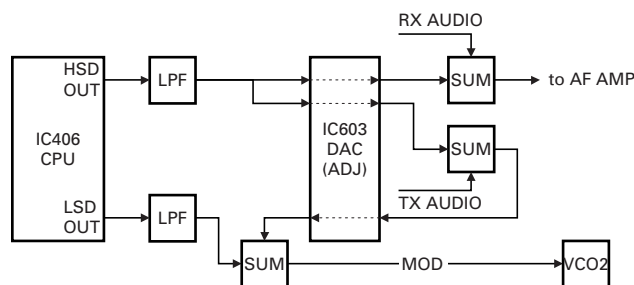 RX AUDIO
HSD
OUT
LPF
SUM
to AF AMP
IC406
CPU
IC603
DAC
(ADJ)
SUM
TX AUDIO
LSD
OUT
LPF
SUM
MOD
VCO2